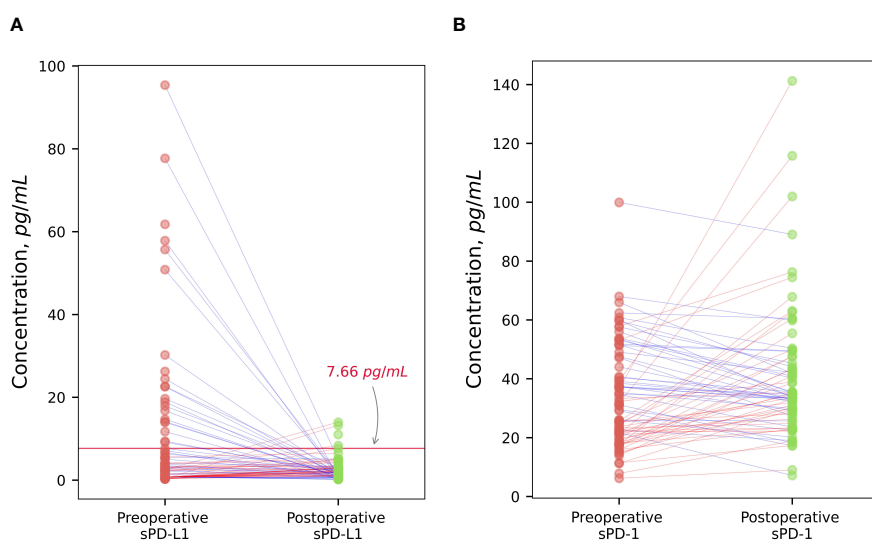 A
Concentration, pg/mL
100
80
60
40
20
0
7.66 pg/mL
Preoperative
sPD-L1
Postoperative
sPD-L1
B
Concentration, pg/mL
140
120
100
80
60
40
20
0
Preoperative
sPD-1
Postoperative
sPD-1